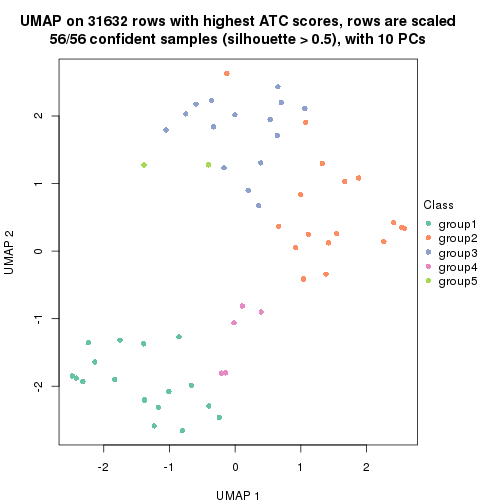 UMAP on 31632 rows with highest ATC scores, rows are scaled
56/56 confident samples (silhouette > 0.5), with 10 PCs
2
1
0
-1
-2
UMAP 2
-2
-1
0
1
2
UMAP 1
Class
group1
group2
group3
group4
group5